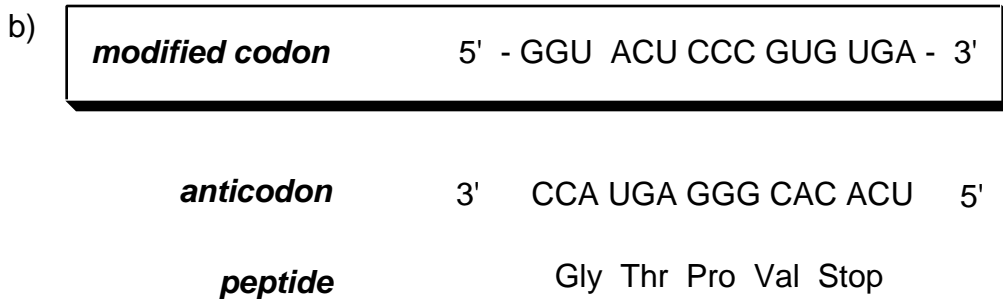 b)
modified codon 5' - GGU ACU CCC GUG UGA - 3'
anticodon 3' CCA UGA GGG CAC ACU 5'
peptide Gly Thr Pro Val Stop